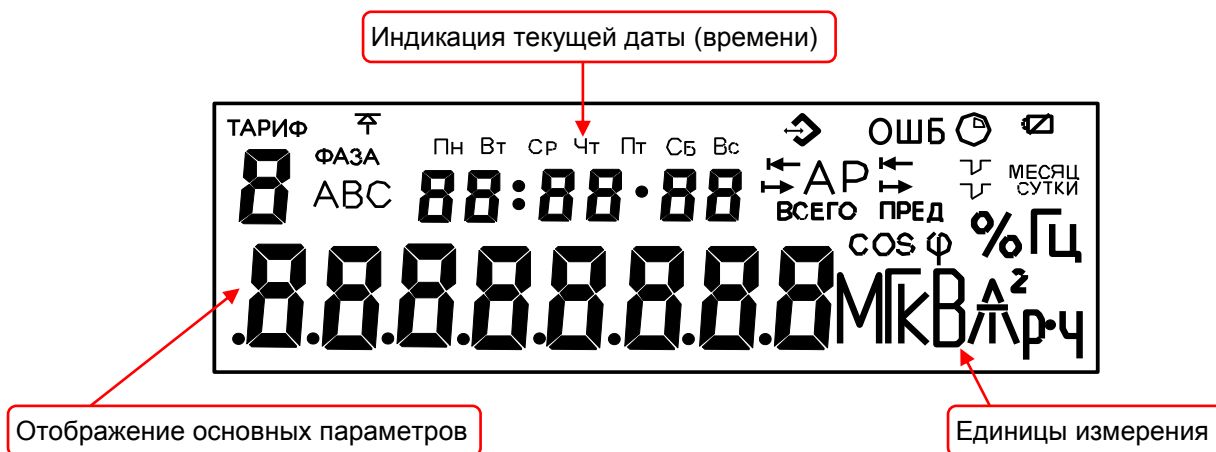 Индикация текущей даты (времени)
ТАРИФ
8
ФАЗА
ABC
Пн Вт Ср Чт Пт Сб Вс
88:88·88
ОШБ
АР
ВСЕГО ПРЕД
МЕСЯЦ
СУТКИ
cos φ
% Гц
.8.8.8.8.8.8.8.8
МГкВА²р·ч
Отображение основных параметров
Единицы измерения